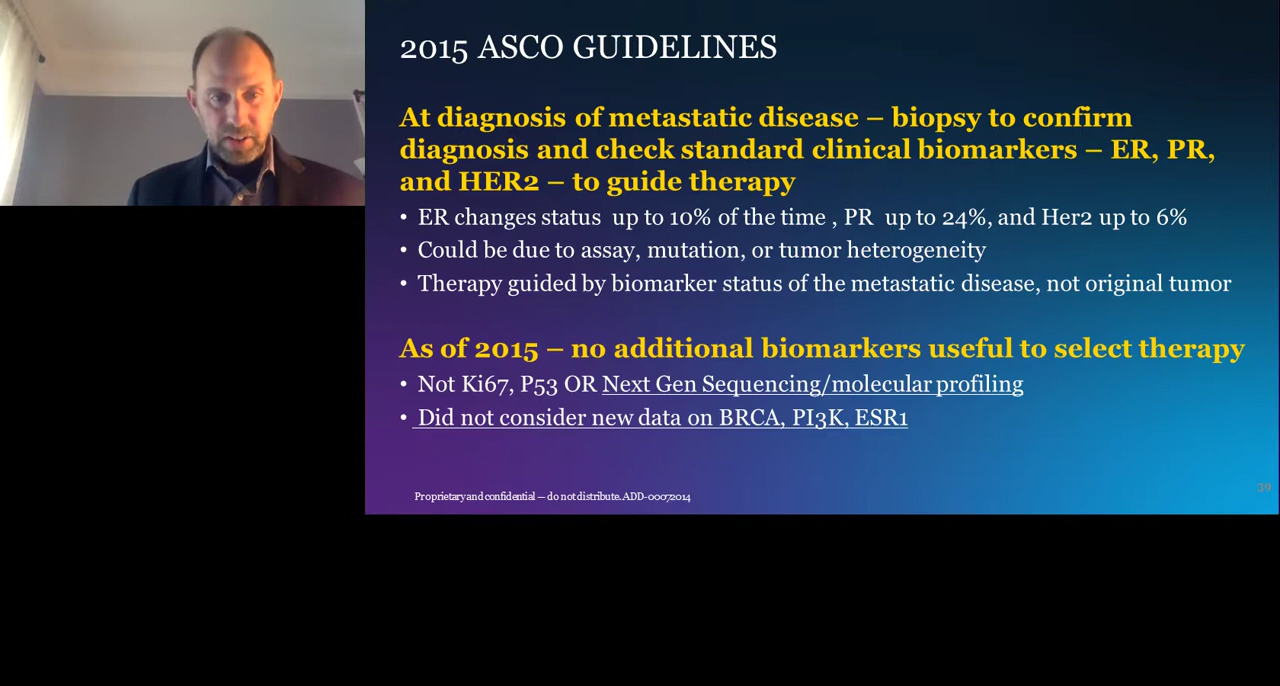 2015 ASCO GUIDELINES
At diagnosis of metastatic disease – biopsy to confirm
diagnosis and check standard clinical biomarkers – ER, PR,
and HER2 – to guide therapy
• ER changes status up to 10% of the time , PR up to 24%, and Her2 up to 6%
• Could be due to assay, mutation, or tumor heterogeneity
• Therapy guided by biomarker status of the metastatic disease, not original tumor
As of 2015 – no additional biomarkers useful to select therapy
• Not Ki67, P53 OR Next Gen Sequencing/molecular profiling
• Did not consider new data on BRCA, PI3K, ESR1
Proprietary and confidential — do not distribute. ADD-00072014
39